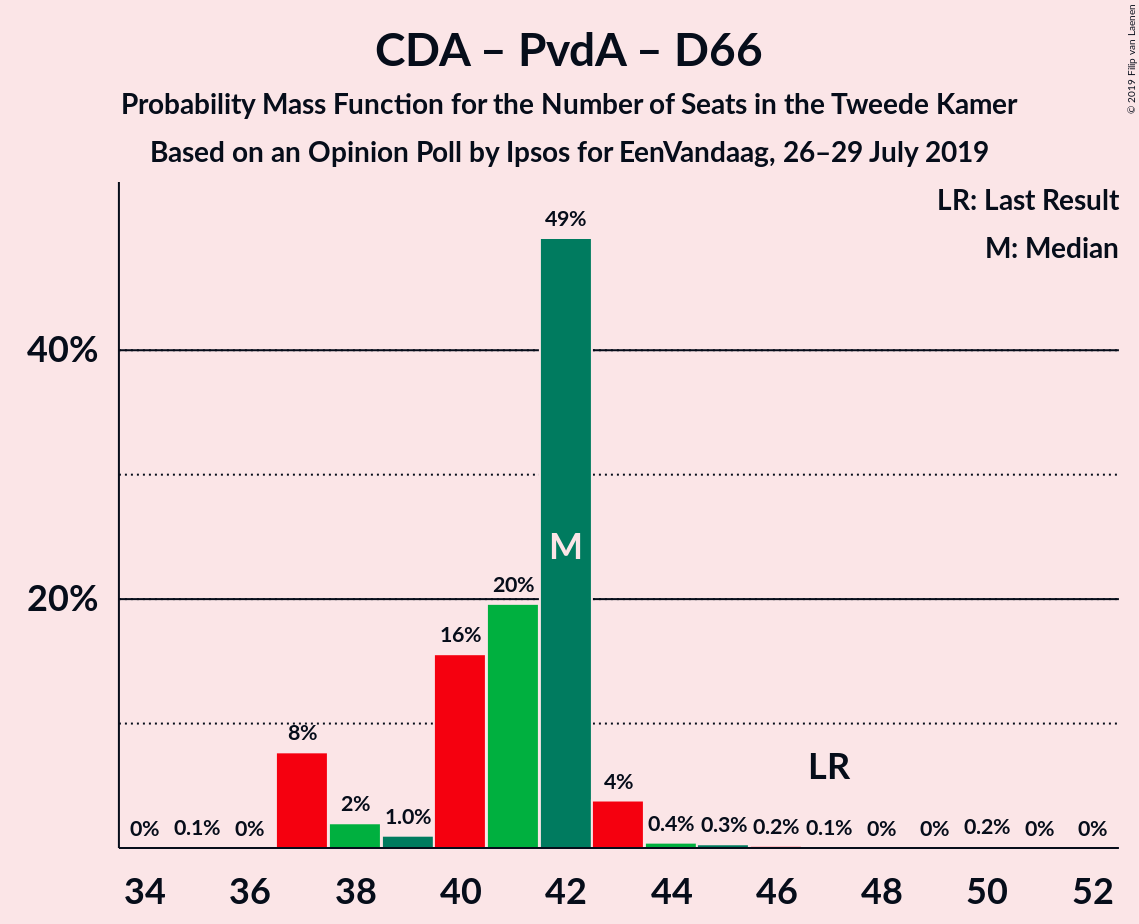 © 2019 Filip van Laenen
CDA – PvdA – D66
Probability Mass Function for the Number of Seats in the Tweede Kamer
Based on an Opinion Poll by Ipsos for EenVandaag, 26–29 July 2019
LR: Last Result
M: Median
40%
20%
0%
0.1%
0%
8%
2%
1.0%
16%
20%
49%
M
4%
0.4%
0.3%
0.2%
LR
0.1%
0%
0%
0.2%
0%
0%
34 36 38 40 42 44 46 48 50 52